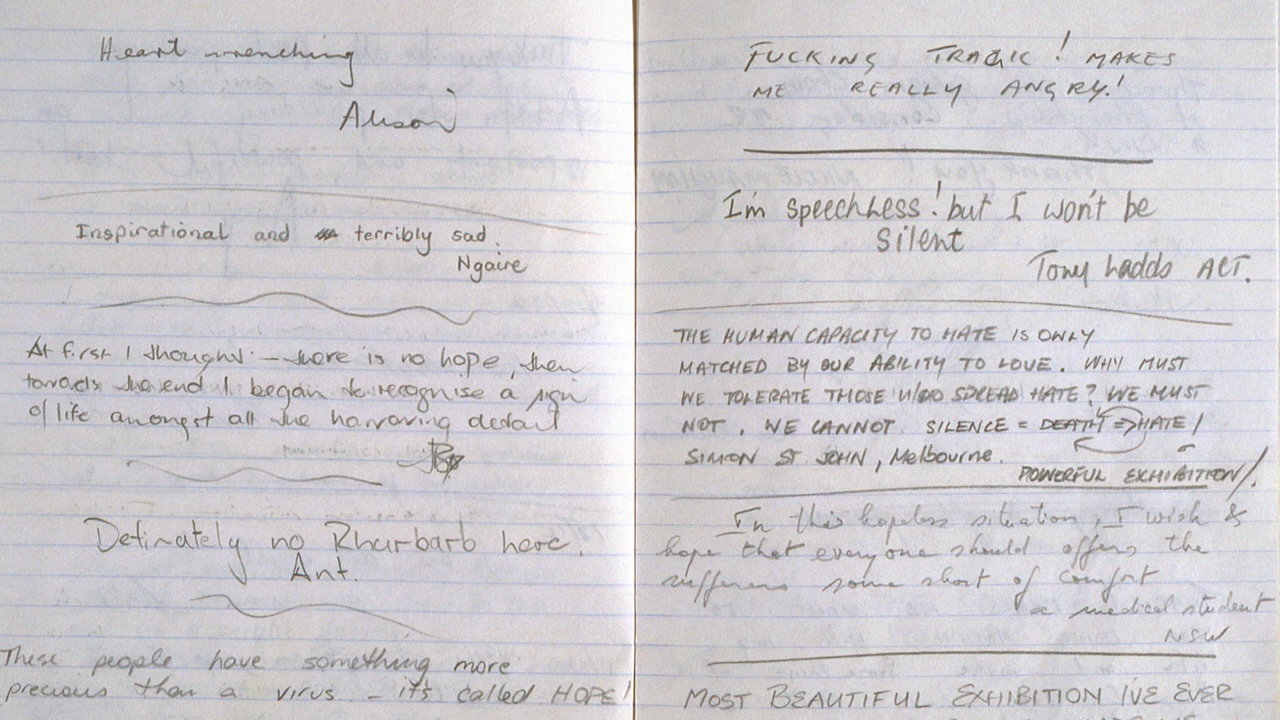 Heart wrenching
Alison
Inspirational and terribly sad.
Ngaire
At first I thought - there is no hope, then
towards the end I began to recognise a sign
of life amongst all the harrowing detail
Definately no Rhurbarb here.
Ant.
These people have something more
precious than a virus - it's called HOPE!
FUCKING TRAGIK! MAKES
ME REALLY ANGRY!
I'm speechless! but I won't be
silent
Tony Ladds ACT.
THE HUMAN CAPACITY TO HATE IS ONLY
MATCHED BY OUR ABILITY TO LOVE. WHY MUST
WE TOLERATE THOSE WHO SPREAD HATE? WE MUST
NOT. WE CANNOT. SILENCE = DEATH => HATE!
SIMON ST JOHN, Melbourne.
POWERFUL EXHIBITION!
In this hopeless situation, I wish &
hope that everyone should offers the
sufferers some short of comfort
a medical student
NSW
MOST BEAUTIFUL EXHIBITION I'VE EVER